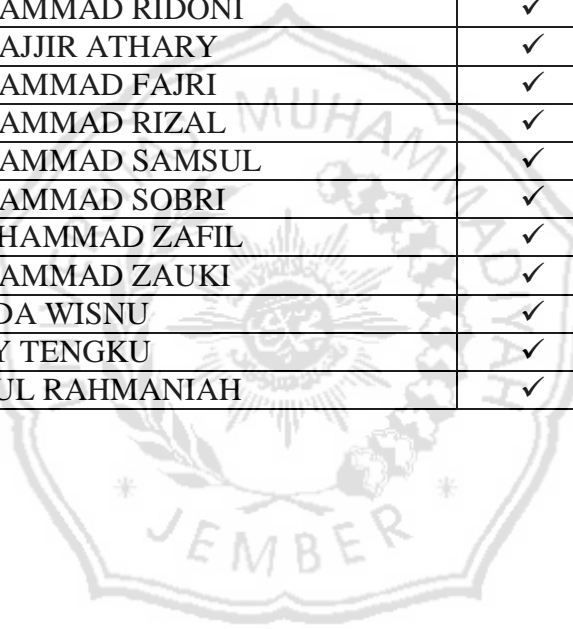 AMMAD RIDONI ✓
AJJIR ATHARY ✓
AMMAD FAJRI ✓
AMMAD RIZAL ✓
AMMAD SAMSUL ✓
AMMAD SOBRI ✓
HAMMAD ZAFIL ✓
AMMAD ZAUKI ✓
DA WISNU ✓
Y TENGKU ✓
UL RAHMANIAH ✓
MUHAMMADIYAH
JEMBER